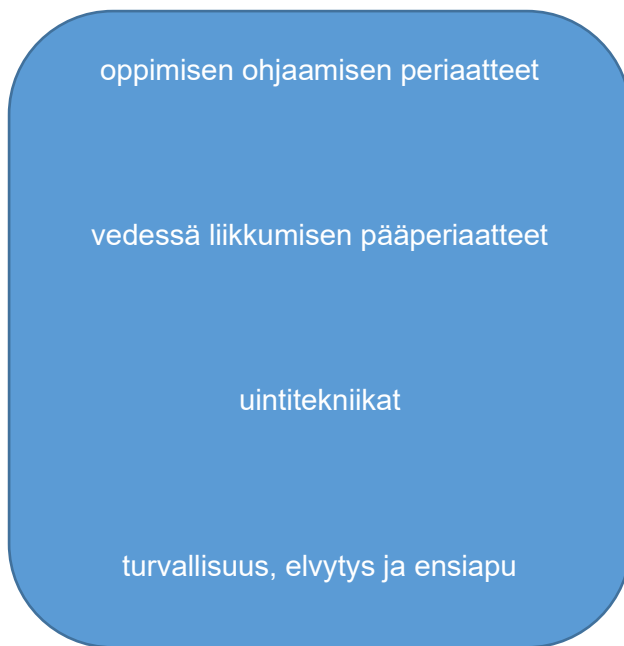 oppimisen ohjaamisen periaatteet
vedessä liikkumisen pääperiaatteet
uintitekniikat
turvallisuus, elvytys ja ensiapu